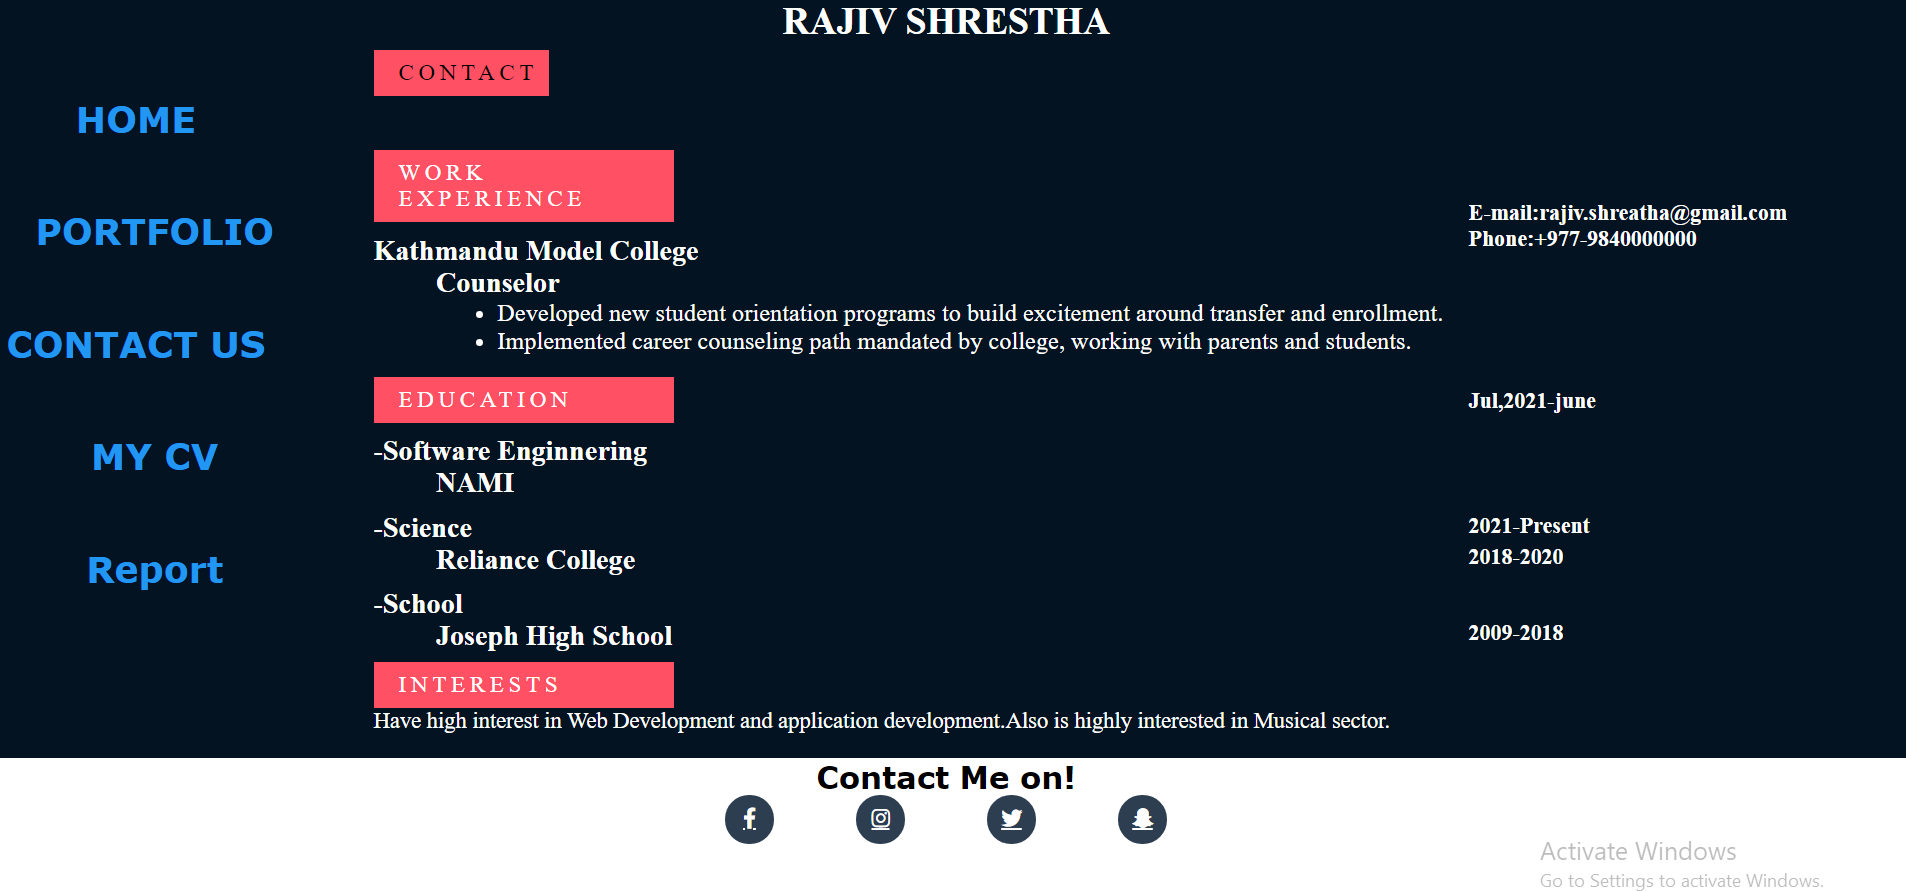 RAJIV SHRESTHA
HOME
PORTFOLIO
CONTACT US
MY CV
Report
CONTACT
WORK
EXPERIENCE
Kathmandu Model College
Counselor
• Developed new student orientation programs to build excitement around transfer and enrollment.
• Implemented career counseling path mandated by college, working with parents and students.
EDUCATION
-Software Enginnering
NAMI
-Science
Reliance College
-School
Joseph High School
INTERESTS
Have high interest in Web Development and application development.Also is highly interested in Musical sector.
E-mail:rajiv.shreatha@gmail.com
Phone:+977-9840000000
Jul,2021-june
2021-Present
2018-2020
2009-2018
Contact Me on!
Activate Windows
Go to Settings to activate Windows.